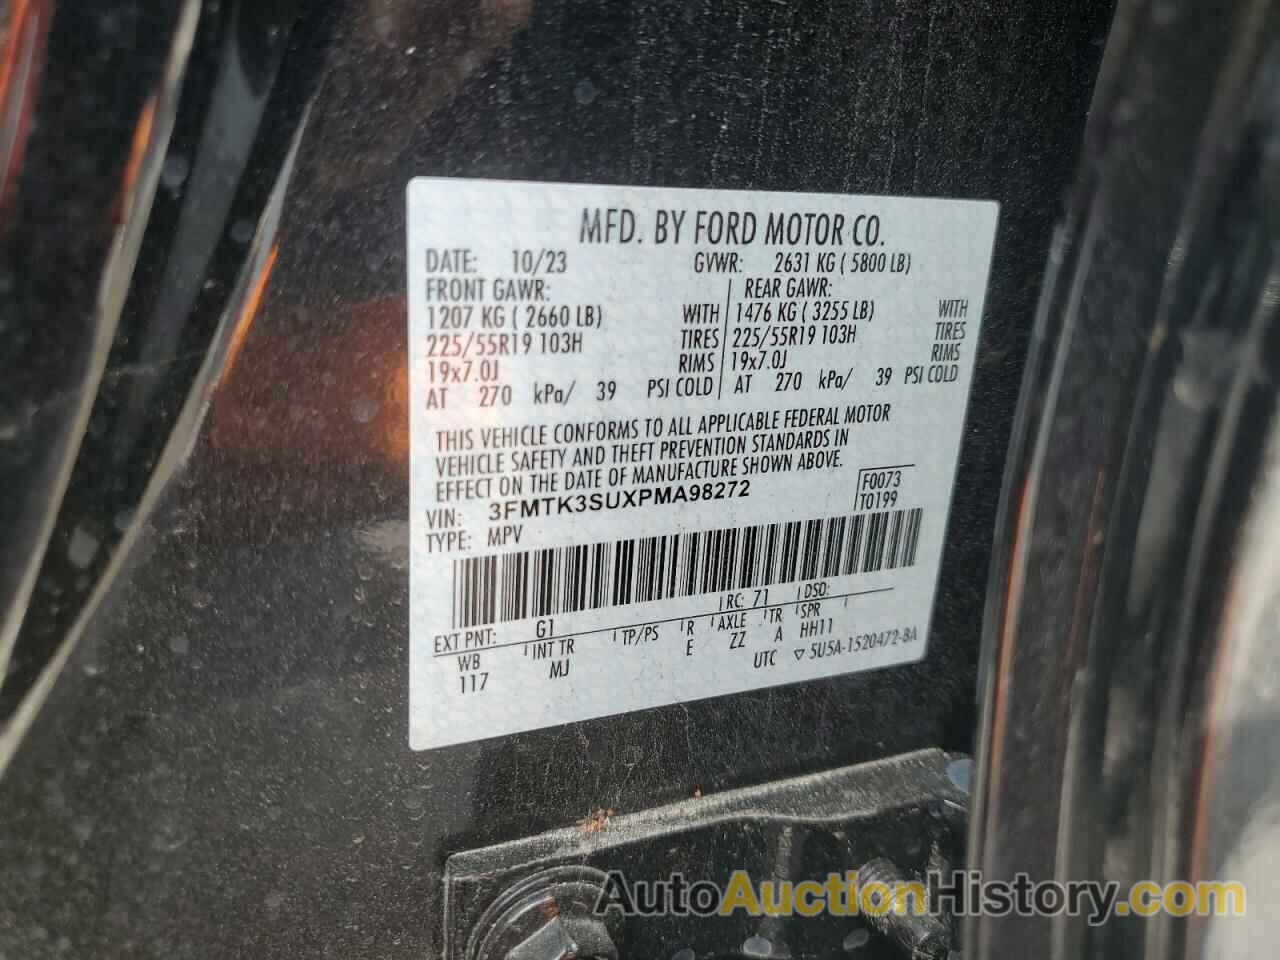 MFD. BY FORD MOTOR CO.
DATE: 10/23 GVWR: 2631 KG ( 5800 LB)
FRONT GAWR: REAR GAWR:
1207 KG ( 2660 LB) WITH 1476 KG ( 3255 LB) WITH
225/55R19 103H TIRES 225/55R19 103H TIRES
19x7.0J RIMS 19x7.0J RIMS
AT 270 kPa/ 39 PSI COLD AT 270 kPa/ 39 PSI COLD
THIS VEHICLE CONFORMS TO ALL APPLICABLE FEDERAL MOTOR
VEHICLE SAFETY AND THEFT PREVENTION STANDARDS IN
EFFECT ON THE DATE OF MANUFACTURE SHOWN ABOVE.
VIN: 3FMTK3SUXPMA98272 F0073
TYPE: MPV T0199
EXT PNT: G1 RC: 71 DSO:
WB INT TR TP/PS R AXLE TR SPR
117 MJ E ZZ A HH11
UTC ▽ 5U5A-1520472-BA
AutoAuctionHistory.com